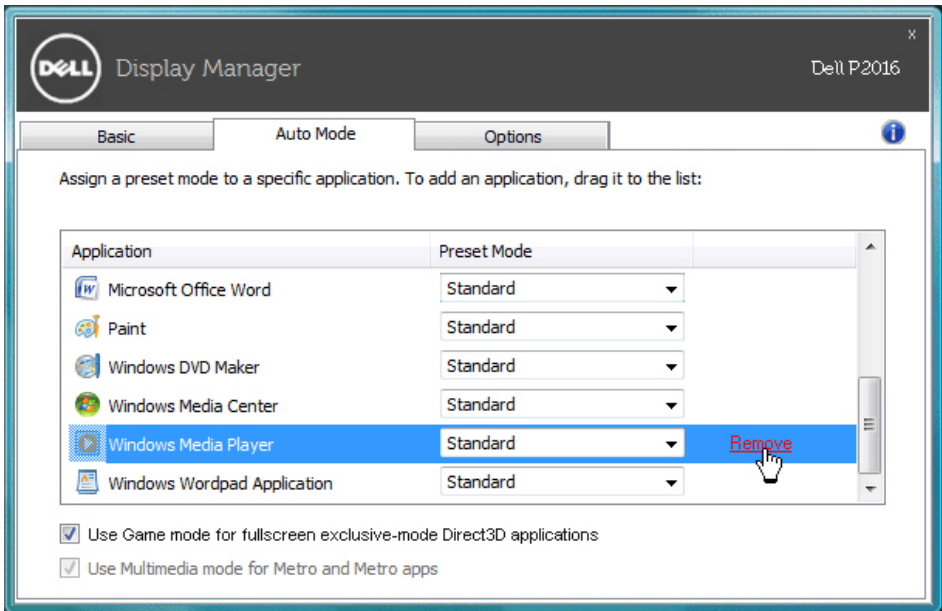 x
DELL Display Manager Dell P2016
Basic Auto Mode Options
Assign a preset mode to a specific application. To add an application, drag it to the list:
Application Preset Mode
Microsoft Office Word Standard
Paint Standard
Windows DVD Maker Standard
Windows Media Center Standard
Windows Media Player Standard Remove
Windows Wordpad Application Standard
Use Game mode for fullscreen exclusive-mode Direct3D applications
Use Multimedia mode for Metro and Metro apps